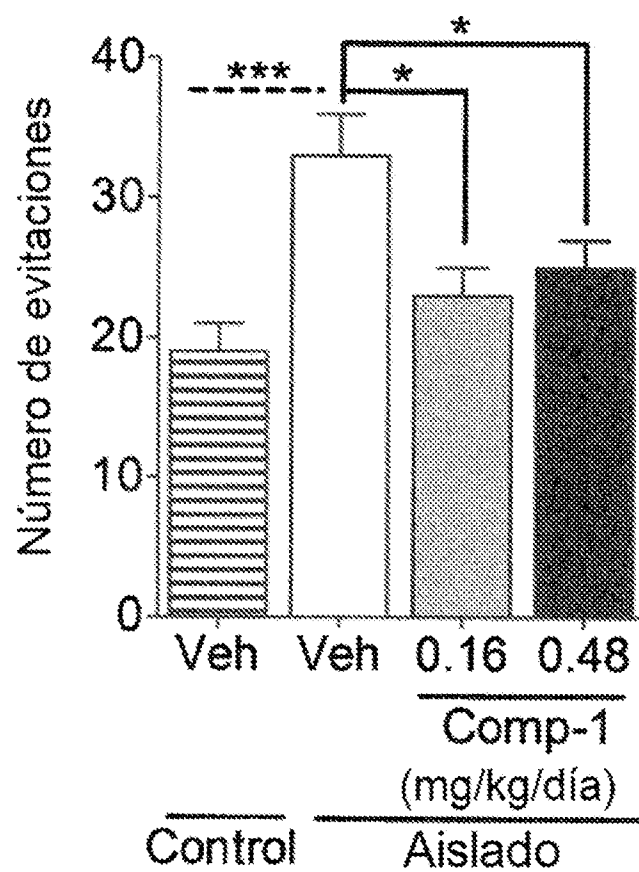 Número de evitaciones
40
30
20
10
0
***
*
*
Veh Veh 0.16 0.48
Comp-1
(mg/kg/día)
Control Aislado